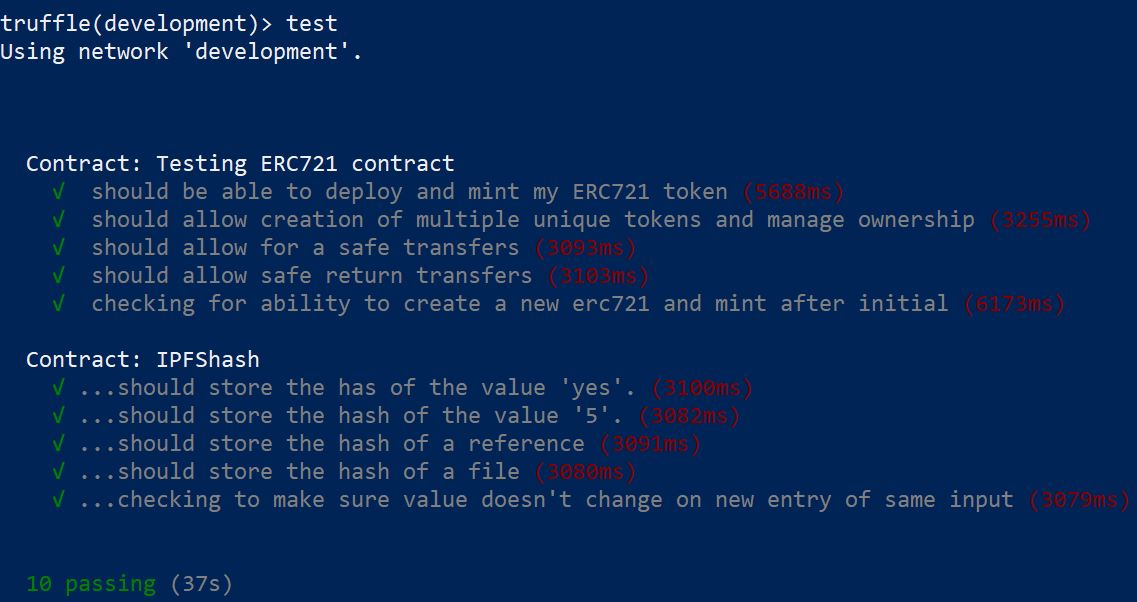 truffle(development)> test
Using network 'development'.
Contract: Testing ERC721 contract
√ should be able to deploy and mint my ERC721 token (5688ms)
√ should allow creation of multiple unique tokens and manage ownership (3255ms)
√ should allow for a safe transfers (3093ms)
√ should allow safe return transfers (3103ms)
√ checking for ability to create a new erc721 and mint after initial (6173ms)
Contract: IPFShash
√ ...should store the has of the value 'yes'. (3100ms)
√ ...should store the hash of the value '5'. (3082ms)
√ ...should store the hash of a reference (3091ms)
√ ...should store the hash of a file (3080ms)
√ ...checking to make sure value doesn't change on new entry of same input (3079ms)
10 passing (37s)